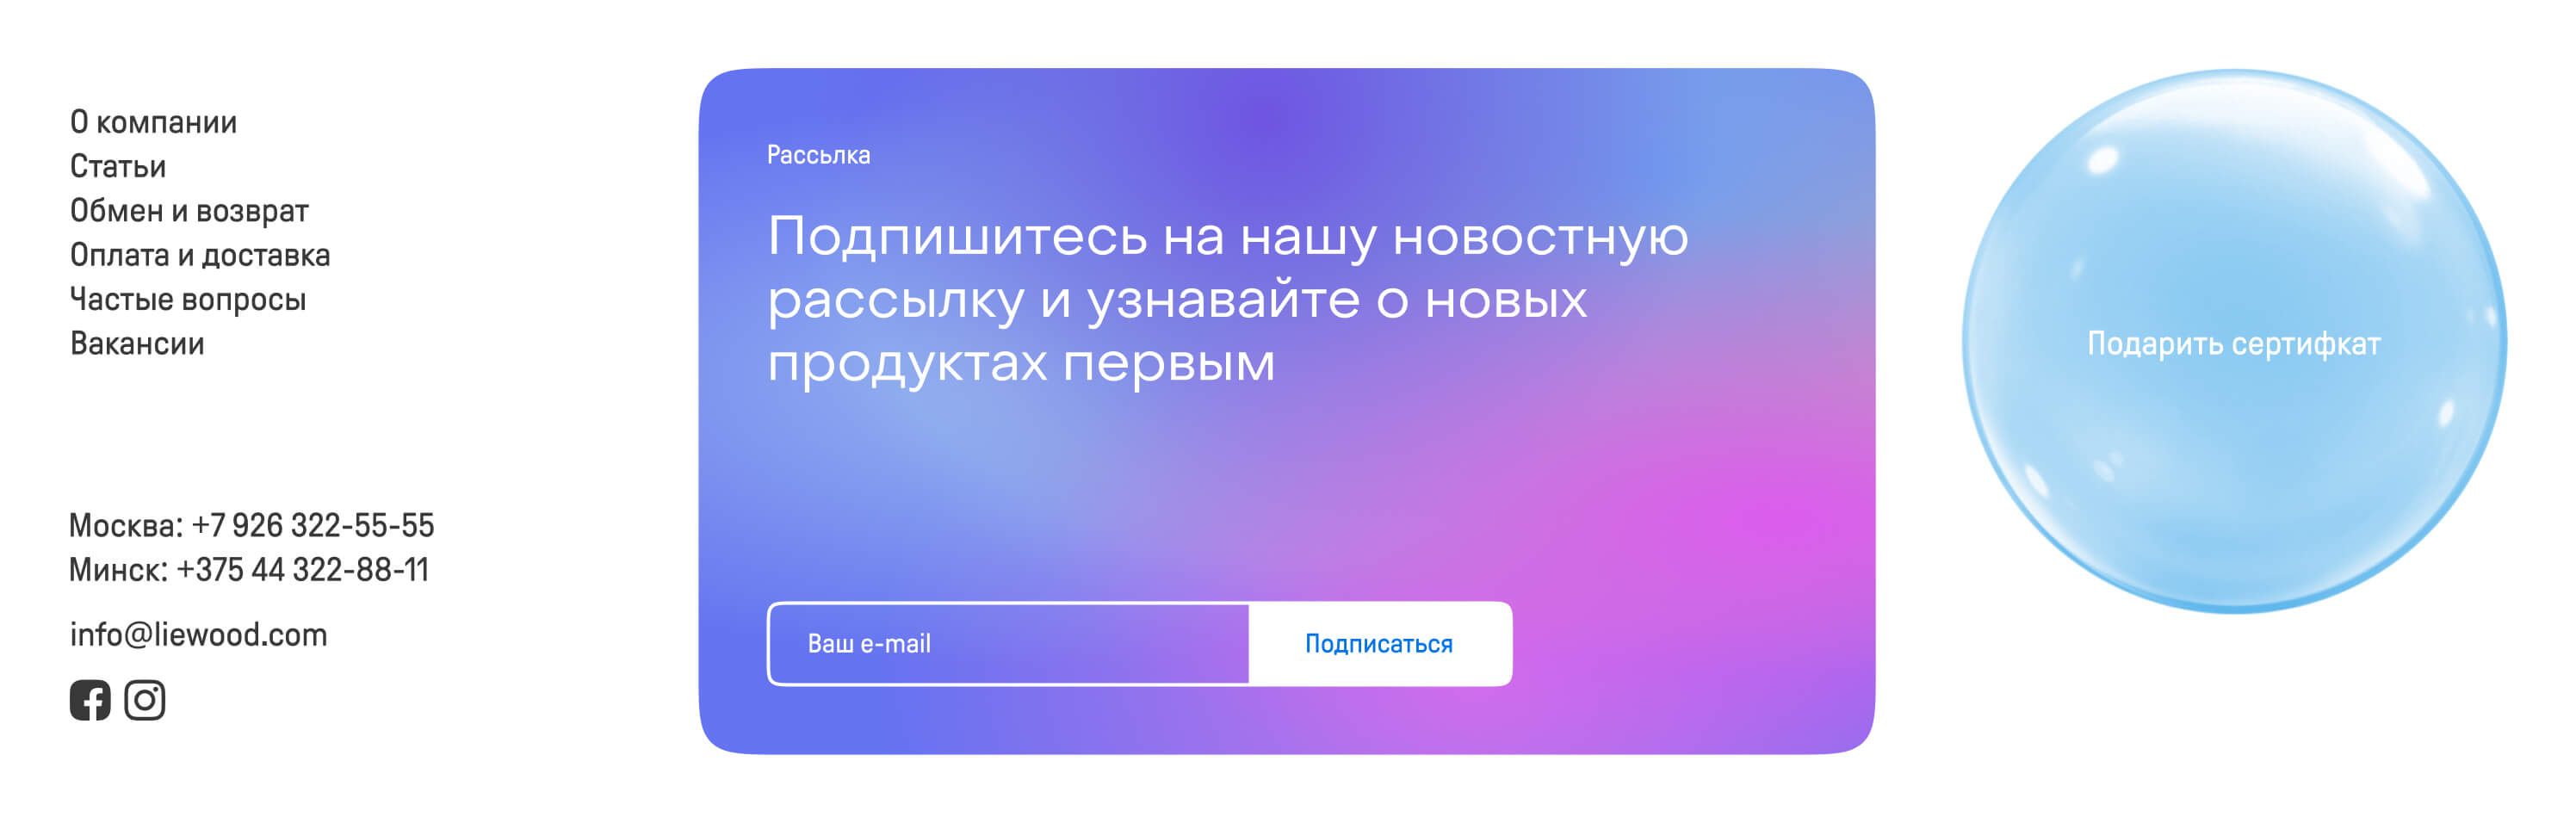 О компании
Статьи
Обмен и возврат
Оплата и доставка
Частые вопросы
Вакансии
Москва: +7 926 322-55-55
Минск: +375 44 322-88-11
info@liewood.com
Рассьлка
Подпишитесь на нашу новостную
рассылку и узнавайте о новых
продуктах первым
Ваш e-mail
Подписаться
Подарить сертифкат